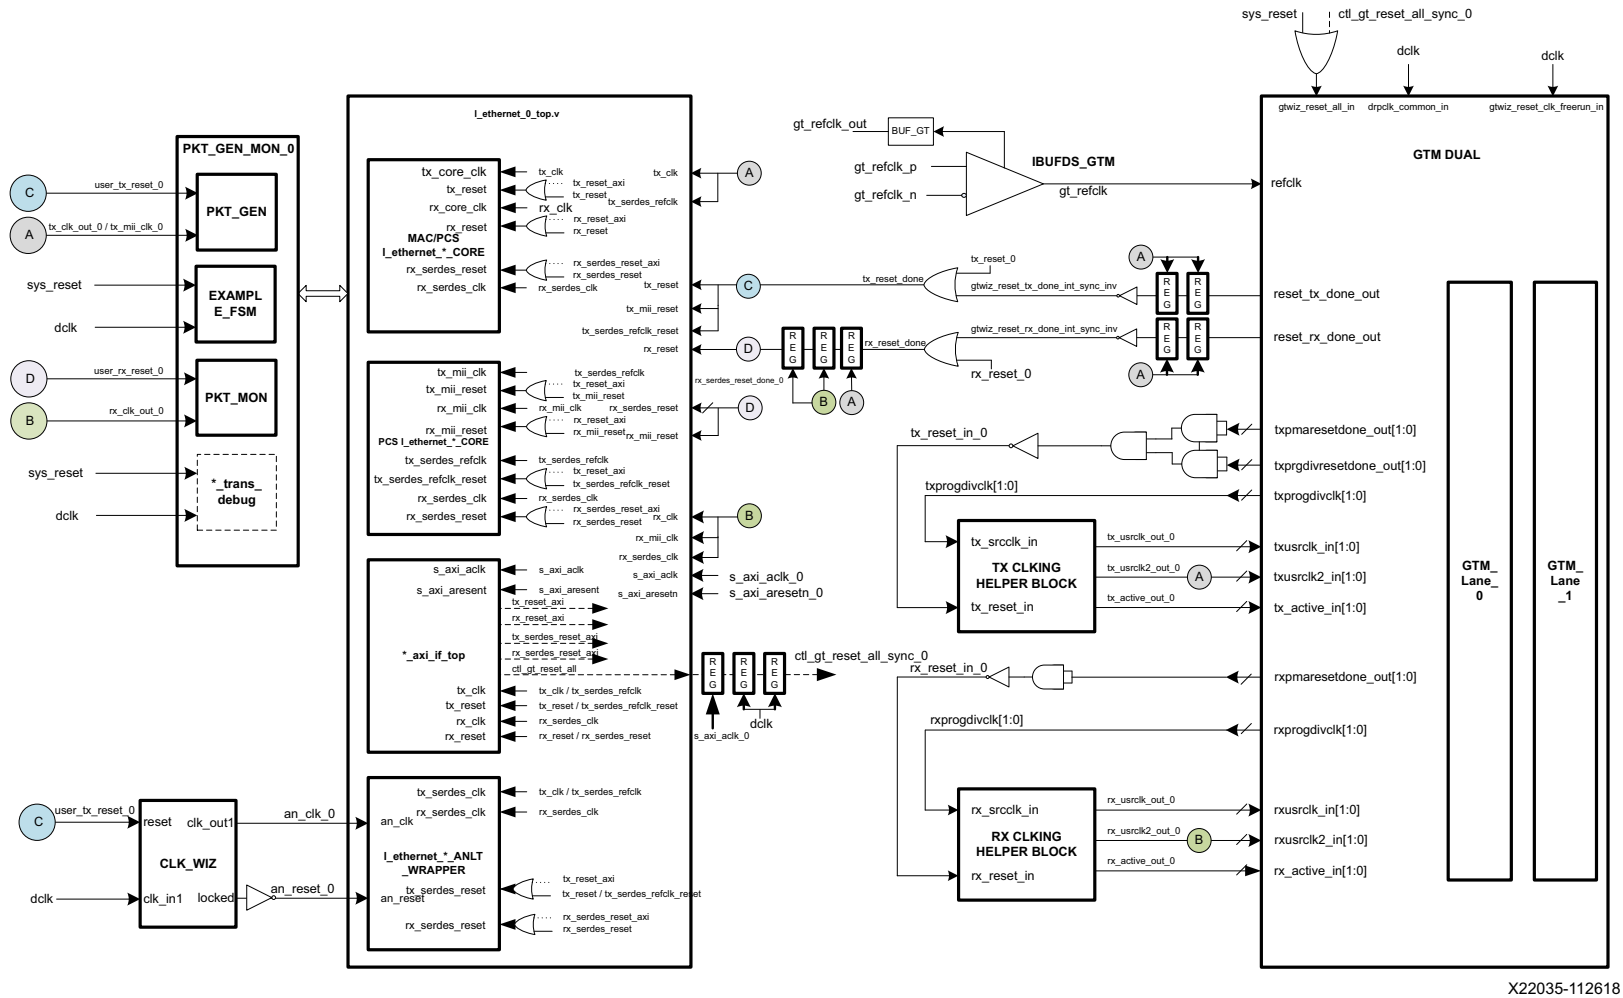 sys_reset
ctl_gt_reset_all_sync_0
dclk
dclk
gtwiz_reset_all_in
drpclk_common_in
gtwiz_reset_clk_freerun_in
GTM DUAL
refclk
reset_tx_done_out
reset_rx_done_out
txpmaresetdone_out[1:0]
txprgdivresetdone_out[1:0]
txprogdivclk[1:0]
txusrclk_in[1:0]
txusrclk2_in[1:0]
tx_active_in[1:0]
rxpmaresetdone_out[1:0]
rxprogdivclk[1:0]
rxusrclk_in[1:0]
rxusrclk2_in[1:0]
rx_active_in[1:0]
GTM_
Lane_
0
GTM_
Lane
_1
PKT_GEN_MON_0
C
user_tx_reset_0
A
tx_clk_out_0 / tx_mii_clk_0
PKT_GEN
sys_reset
dclk
EXAMPL
E_FSM
D
user_rx_reset_0
B
rx_clk_out_0
PKT_MON
sys_reset
dclk
*_trans_
debug
C
user_tx_reset_0
reset
clk_out1
CLK_WIZ
dclk
clk_in1
locked
an_clk_0
an_reset_0
l_ethernet_0_top.v
tx_core_clk
tx_clk
tx_reset
tx_reset_axi
tx_reset
rx_core_clk
rx_clk
rx_reset
rx_reset_axi
rx_reset
MAC/PCS
l_ethernet_*_CORE
rx_serdes_reset
rx_serdes_reset_axi
rx_serdes_reset
rx_serdes_clk
rx_serdes_clk
tx_clk
tx_serdes_refclk
A
tx_reset
tx_mii_reset
tx_serdes_refclk_reset
C
rx_reset
D
tx_mii_clk
tx_serdes_refclk
tx_mii_reset
tx_reset_axi
tx_mii_reset
rx_mii_clk
rx_mii_clk
rx_mii_reset
rx_reset_axi
rx_mii_reset
PCS l_ethernet_*_CORE
tx_serdes_refclk
tx_serdes_refclk
tx_serdes_refclk_reset
tx_reset_axi
tx_serdes_refclk_reset
rx_serdes_clk
rx_serdes_clk
rx_serdes_reset
rx_serdes_reset_axi
rx_serdes_reset
rx_serdes_reset
rx_mii_reset
D
rx_serdes_reset_done_0
rx_clk
rx_mii_clk
rx_serdes_clk
B
s_axi_aclk
s_axi_aclk_0
s_axi_aresetn
s_axi_aresetn_0
s_axi_aclk
s_axi_aclk
s_axi_aresent
s_axi_aresent
tx_reset_axi
rx_reset_axi
tx_serdes_reset_axi
rx_serdes_reset_axi
ctl_gt_reset_all
*_axi_if_top
tx_clk
tx_clk / tx_serdes_refclk
tx_reset
tx_reset / tx_serdes_refclk_reset
rx_clk
rx_serdes_clk
rx_reset
rx_reset / rx_serdes_reset
REG
REG
REG
ctl_gt_reset_all_sync_0
dclk
s_axi_aclk_0
tx_serdes_clk
tx_clk / tx_serdes_refclk
rx_serdes_clk
rx_serdes_clk
an_clk
l_ethernet_*_ANLT
_WRAPPER
tx_serdes_reset
tx_reset_axi
tx_reset / tx_serdes_refclk_reset
an_reset
rx_serdes_reset
rx_serdes_reset_axi
rx_serdes_reset
gt_refclk_out
BUF_GT
gt_refclk_p
gt_refclk_n
IBUFDS_GTM
gt_refclk
tx_reset_done
tx_reset_0
gtwiz_reset_tx_done_int_sync_inv
A
REG
REG
rx_reset_done
gtwiz_reset_rx_done_int_sync_inv
rx_reset_0
REG
REG
A
REG
REG
REG
B
A
tx_reset_in_0
txprogdivclk[1:0]
tx_srcclk_in
TX CLKING
HELPER BLOCK
tx_reset_in
tx_usrclk_out_0
tx_usrclk2_out_0
A
tx_active_out_0
rx_reset_in_0
rxprogdivclk[1:0]
rx_srcclk_in
RX CLKING
HELPER BLOCK
rx_reset_in
rx_usrclk_out_0
rx_usrclk2_out_0
B
rx_active_out_0
X22035-112618